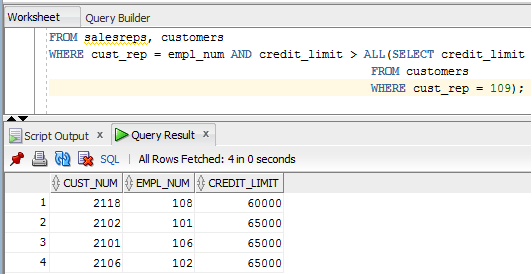 Worksheet Query Builder
FROM salesreps, customers
WHERE cust_rep = empl_num AND credit_limit > ALL(SELECT credit_limit
FROM customers
WHERE cust_rep = 109);
Script Output x Query Result x
SQL | All Rows Fetched: 4 in 0 seconds
CUST_NUM EMPL_NUM CREDIT_LIMIT
1 2118 108 60000
2 2102 101 65000
3 2101 106 65000
4 2106 102 65000